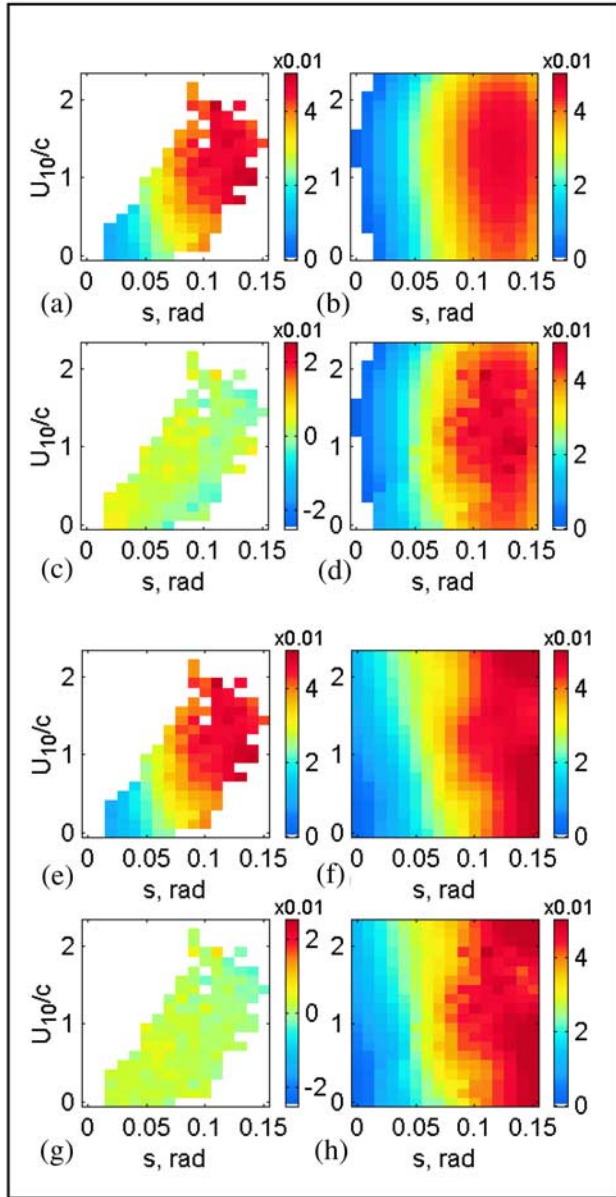 x0.01 x0.01
2 4 2 4
U10/c 1 2 1 2
0 0 0 0
0 0.05 0.1 0.15 0 0.05 0.1 0.15
(a) s, rad (b) s, rad
x0.01 x0.01
2 2 2 4
U10/c 1 0 1 2
0 -2 0 0
0 0.05 0.1 0.15 0 0.05 0.1 0.15
(c) s, rad (d) s, rad
x0.01 x0.01
2 4 2 4
U10/c 1 2 1 2
0 0 0 0
0 0.05 0.1 0.15 0 0.05 0.1 0.15
(e) s, rad (f) s, rad
x0.01 x0.01
2 2 2 4
U10/c 1 0 1 2
0 -2 0 0
0 0.05 0.1 0.15 0 0.05 0.1 0.15
(g) s, rad (h) s, rad